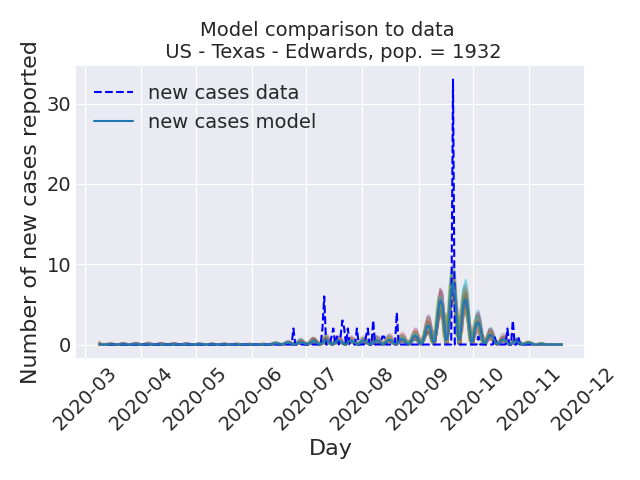 Model comparison to data
US - Texas - Edwards, pop. = 1932
Number of new cases reported
30
20
10
0
new cases data
new cases model
2020-03
2020-04
2020-05
2020-06
2020-07
2020-08
2020-09
2020-10
2020-11
2020-12
Day